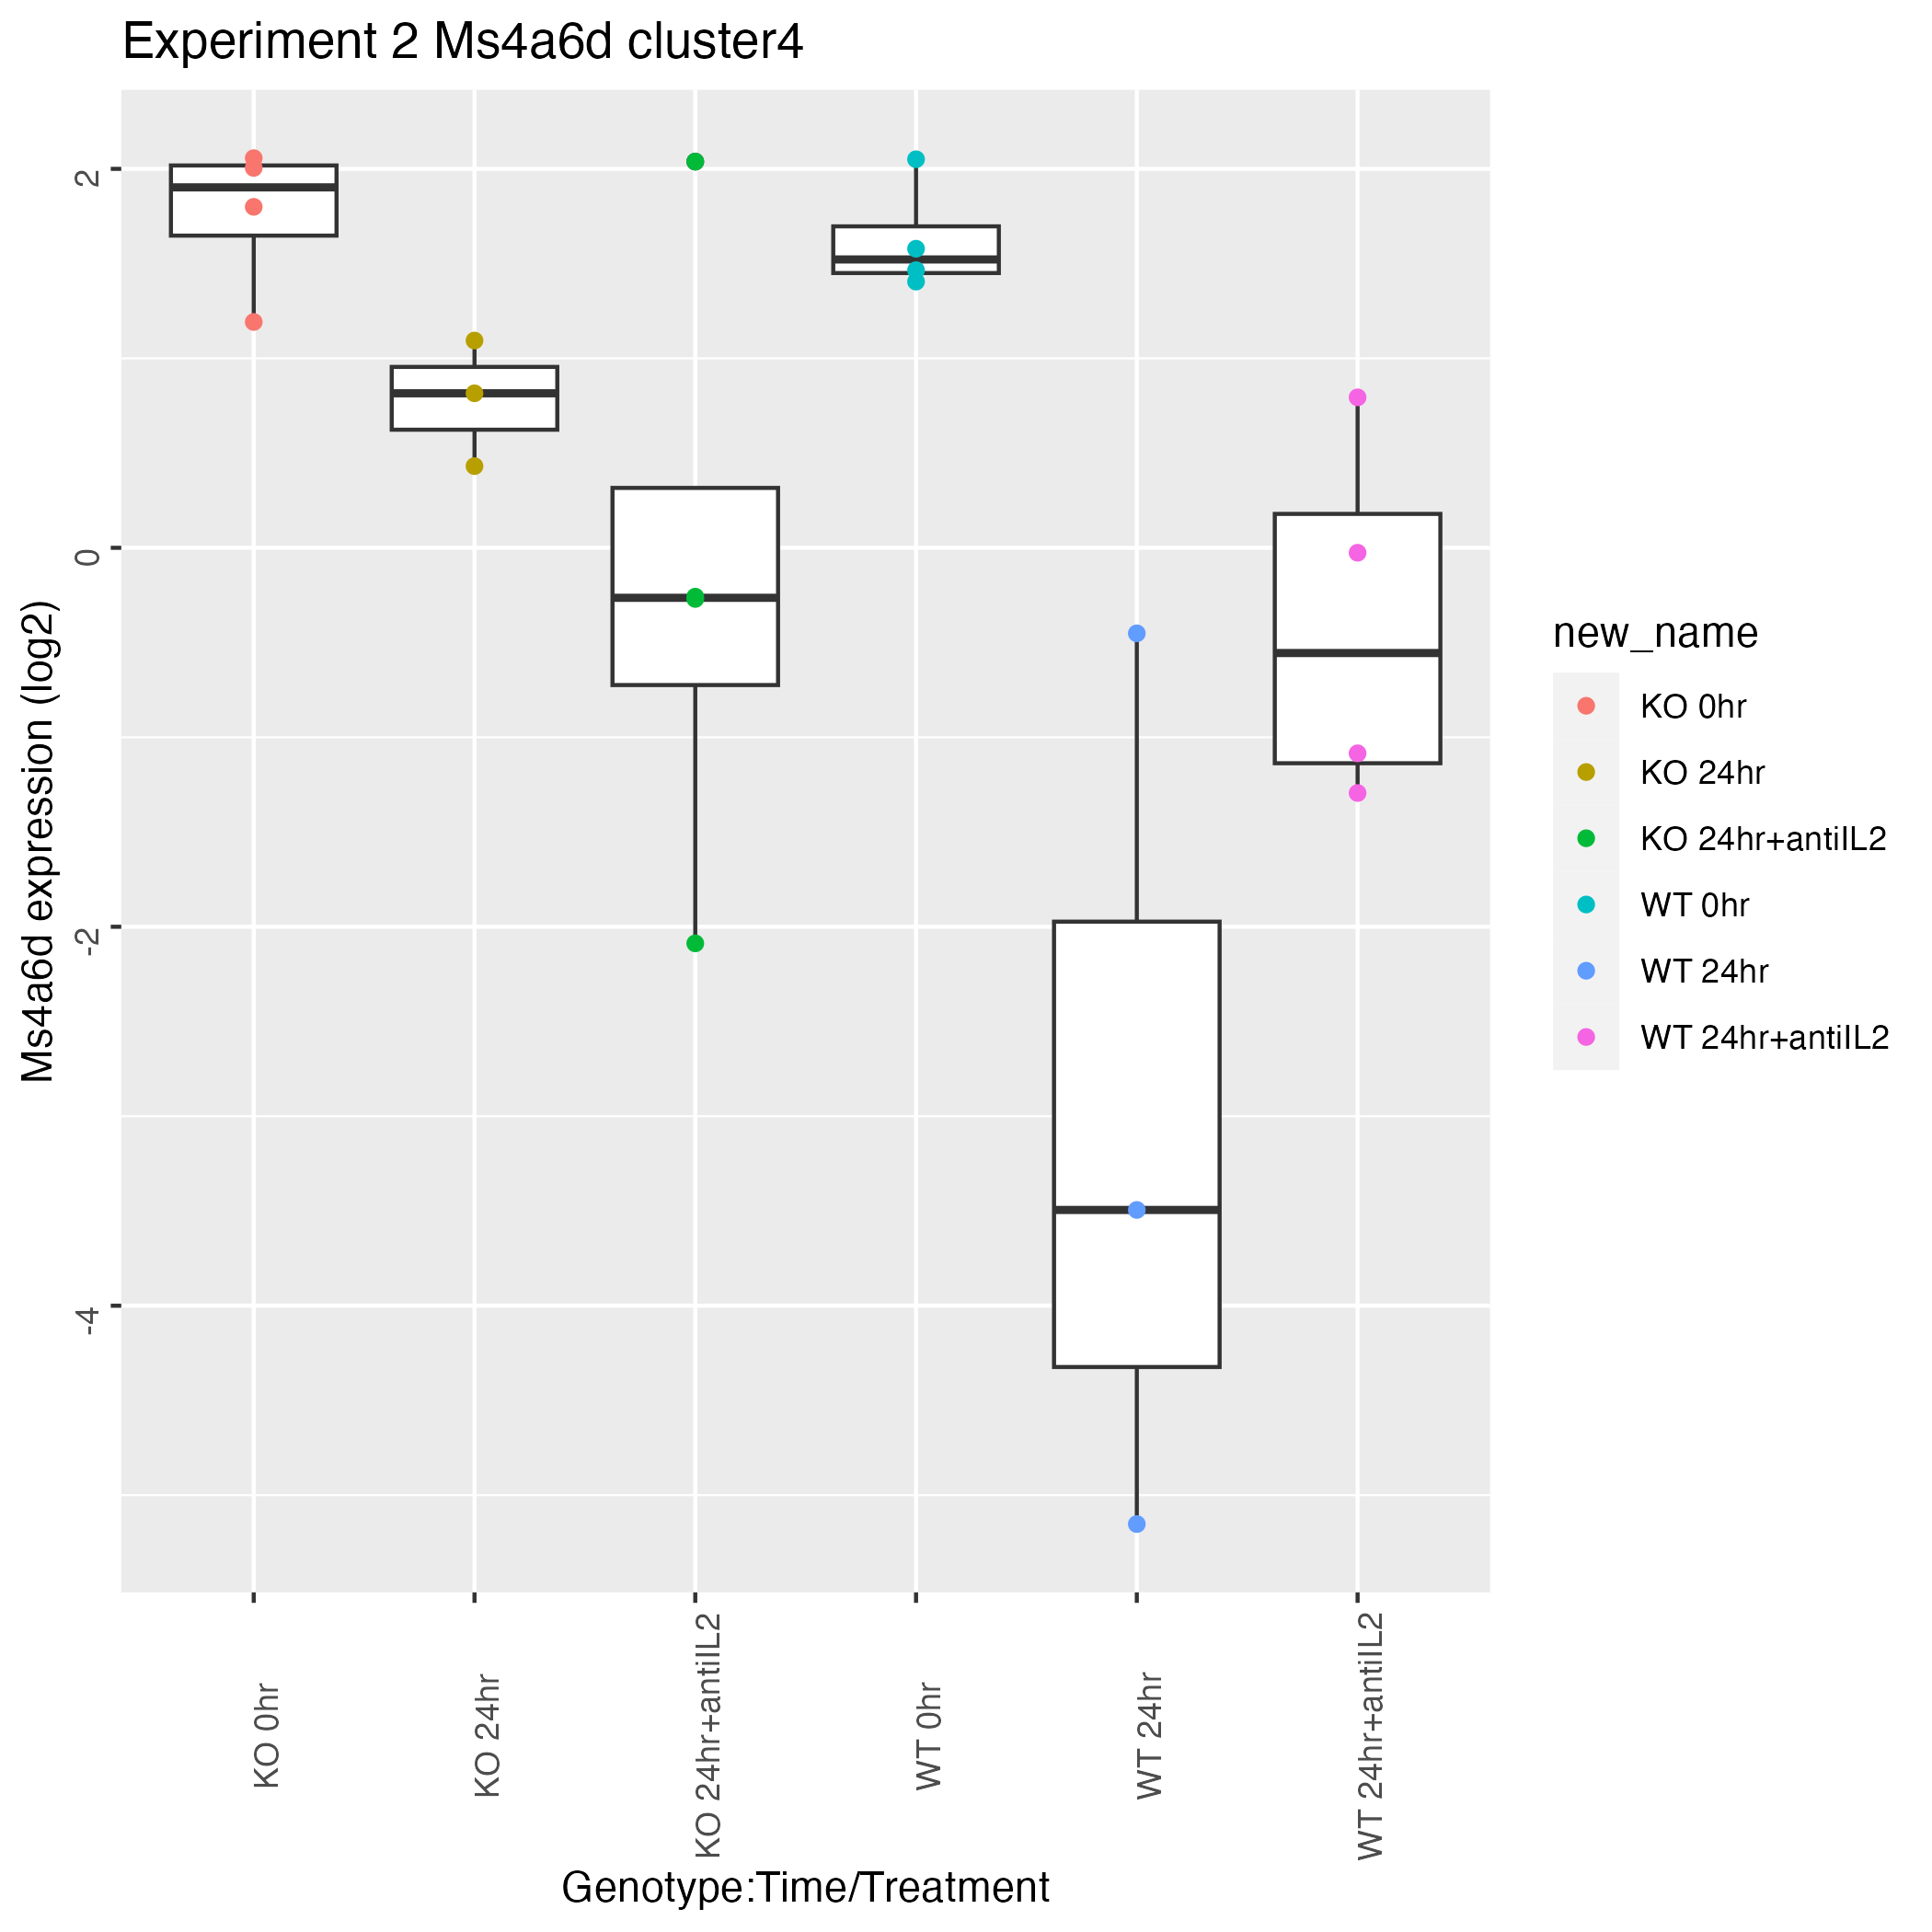 Experiment 2 Ms4a6d cluster4
Ms4a6d expression (log2)
2
0
-2
-4
KO 0hr
KO 24hr
KO 24hr+antiIL2
WT 0hr
WT 24hr
WT 24hr+antiIL2
Genotype:Time/Treatment
new_name
KO 0hr
KO 24hr
KO 24hr+antiIL2
WT 0hr
WT 24hr
WT 24hr+antiIL2